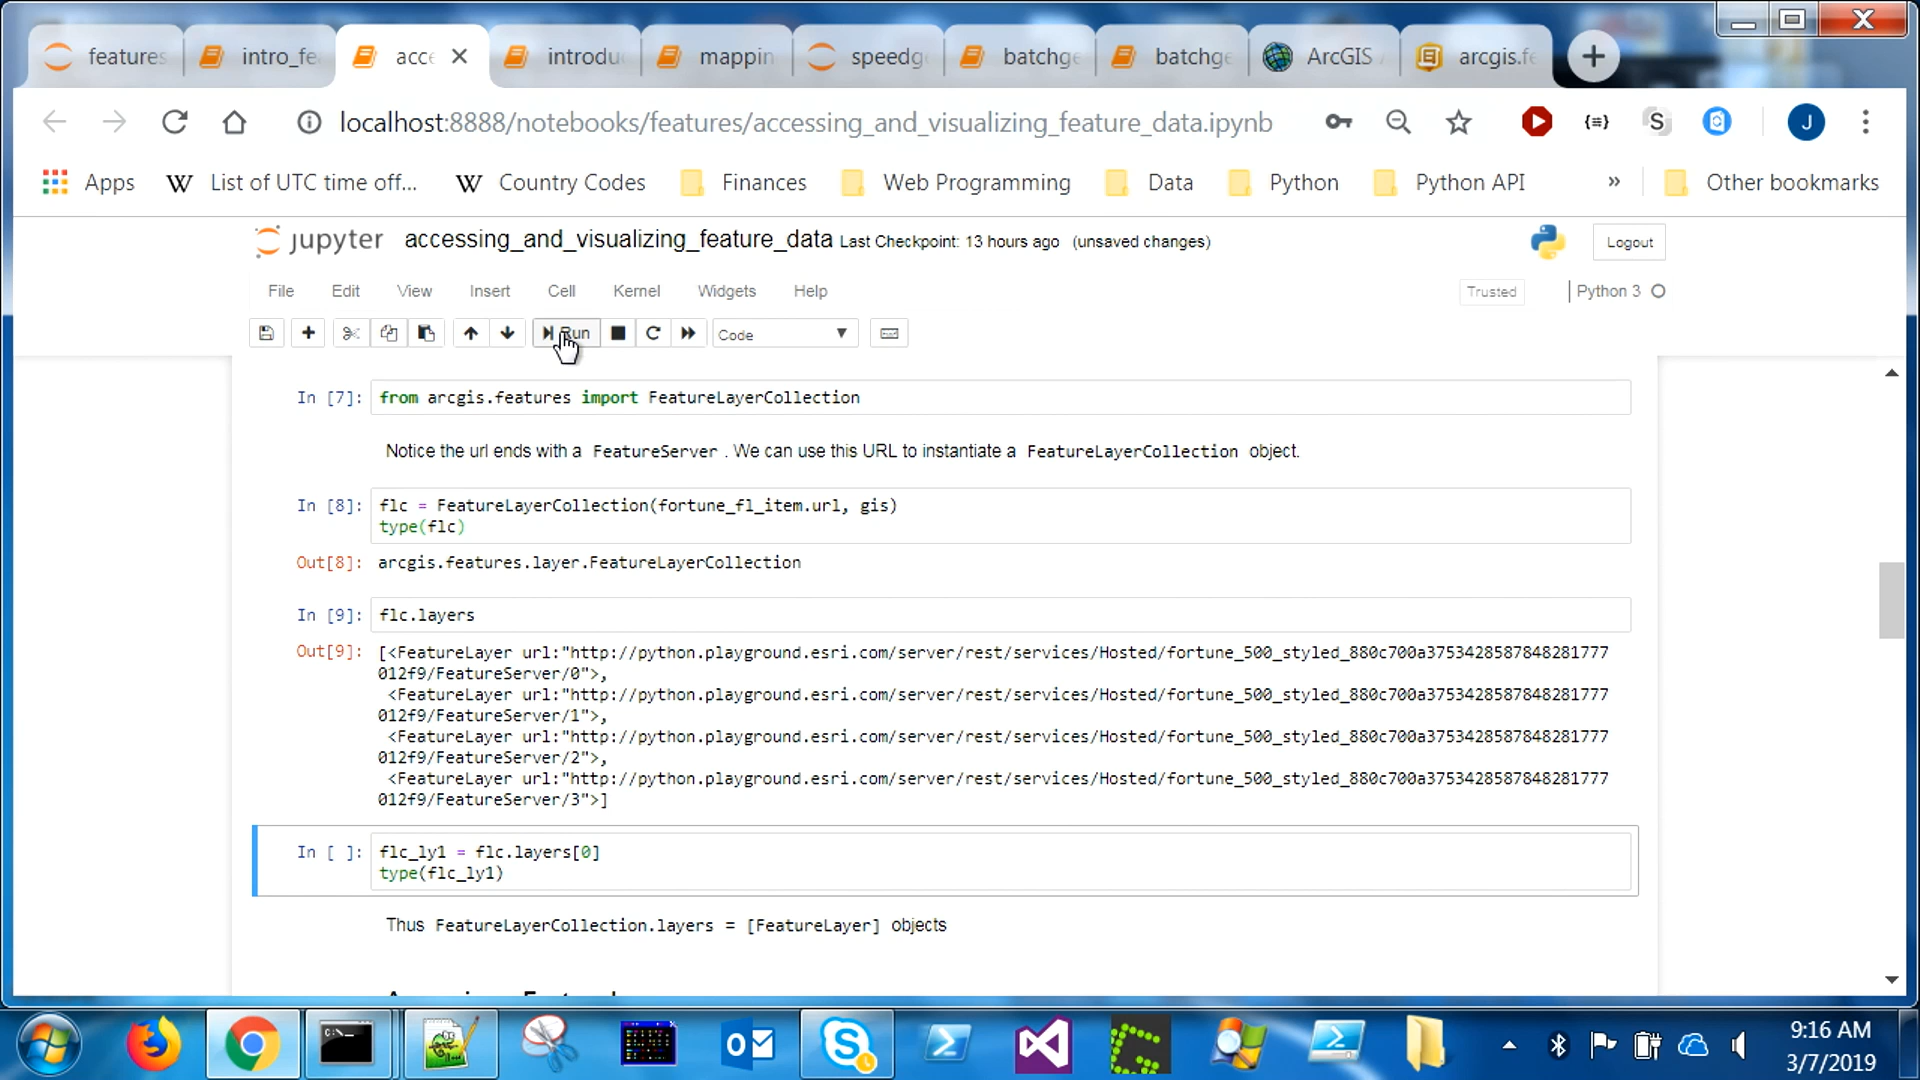 features
intro_fe
acce
introdu
mappin
speedg
batchge
batchge
ArcGIS
arcgis.fe
localhost:8888/notebooks/features/accessing_and_visualizing_feature_data.ipynb
J
Apps
List of UTC time off...
Country Codes
Finances
Web Programming
Data
Python
Python API
»
Other bookmarks
jupyter
accessing_and_visualizing_feature_data Last Checkpoint: 13 hours ago (unsaved changes)
Logout
File Edit View Insert Cell Kernel Widgets Help
Trusted
Python 3
Run
Code
In [7]: from arcgis.features import FeatureLayerCollection
Notice the url ends with a FeatureServer . We can use this URL to instantiate a FeatureLayerCollection object.
In [8]: flc = FeatureLayerCollection(fortune_fl_item.url, gis)
type(flc)
Out[8]: arcgis.features.layer.FeatureLayerCollection
In [9]: flc.layers
Out[9]: [<FeatureLayer url:"http://python.playground.esri.com/server/rest/services/Hosted/fortune_500_styled_880c700a3753428587848281777
012f9/FeatureServer/0">,
<FeatureLayer url:"http://python.playground.esri.com/server/rest/services/Hosted/fortune_500_styled_880c700a3753428587848281777
012f9/FeatureServer/1">,
<FeatureLayer url:"http://python.playground.esri.com/server/rest/services/Hosted/fortune_500_styled_880c700a3753428587848281777
012f9/FeatureServer/2">,
<FeatureLayer url:"http://python.playground.esri.com/server/rest/services/Hosted/fortune_500_styled_880c700a3753428587848281777
012f9/FeatureServer/3">]
In [ ]: flc_ly1 = flc.layers[0]
type(flc_ly1)
Thus FeatureLayerCollection.layers = [FeatureLayer] objects
9:16 AM
3/7/2019